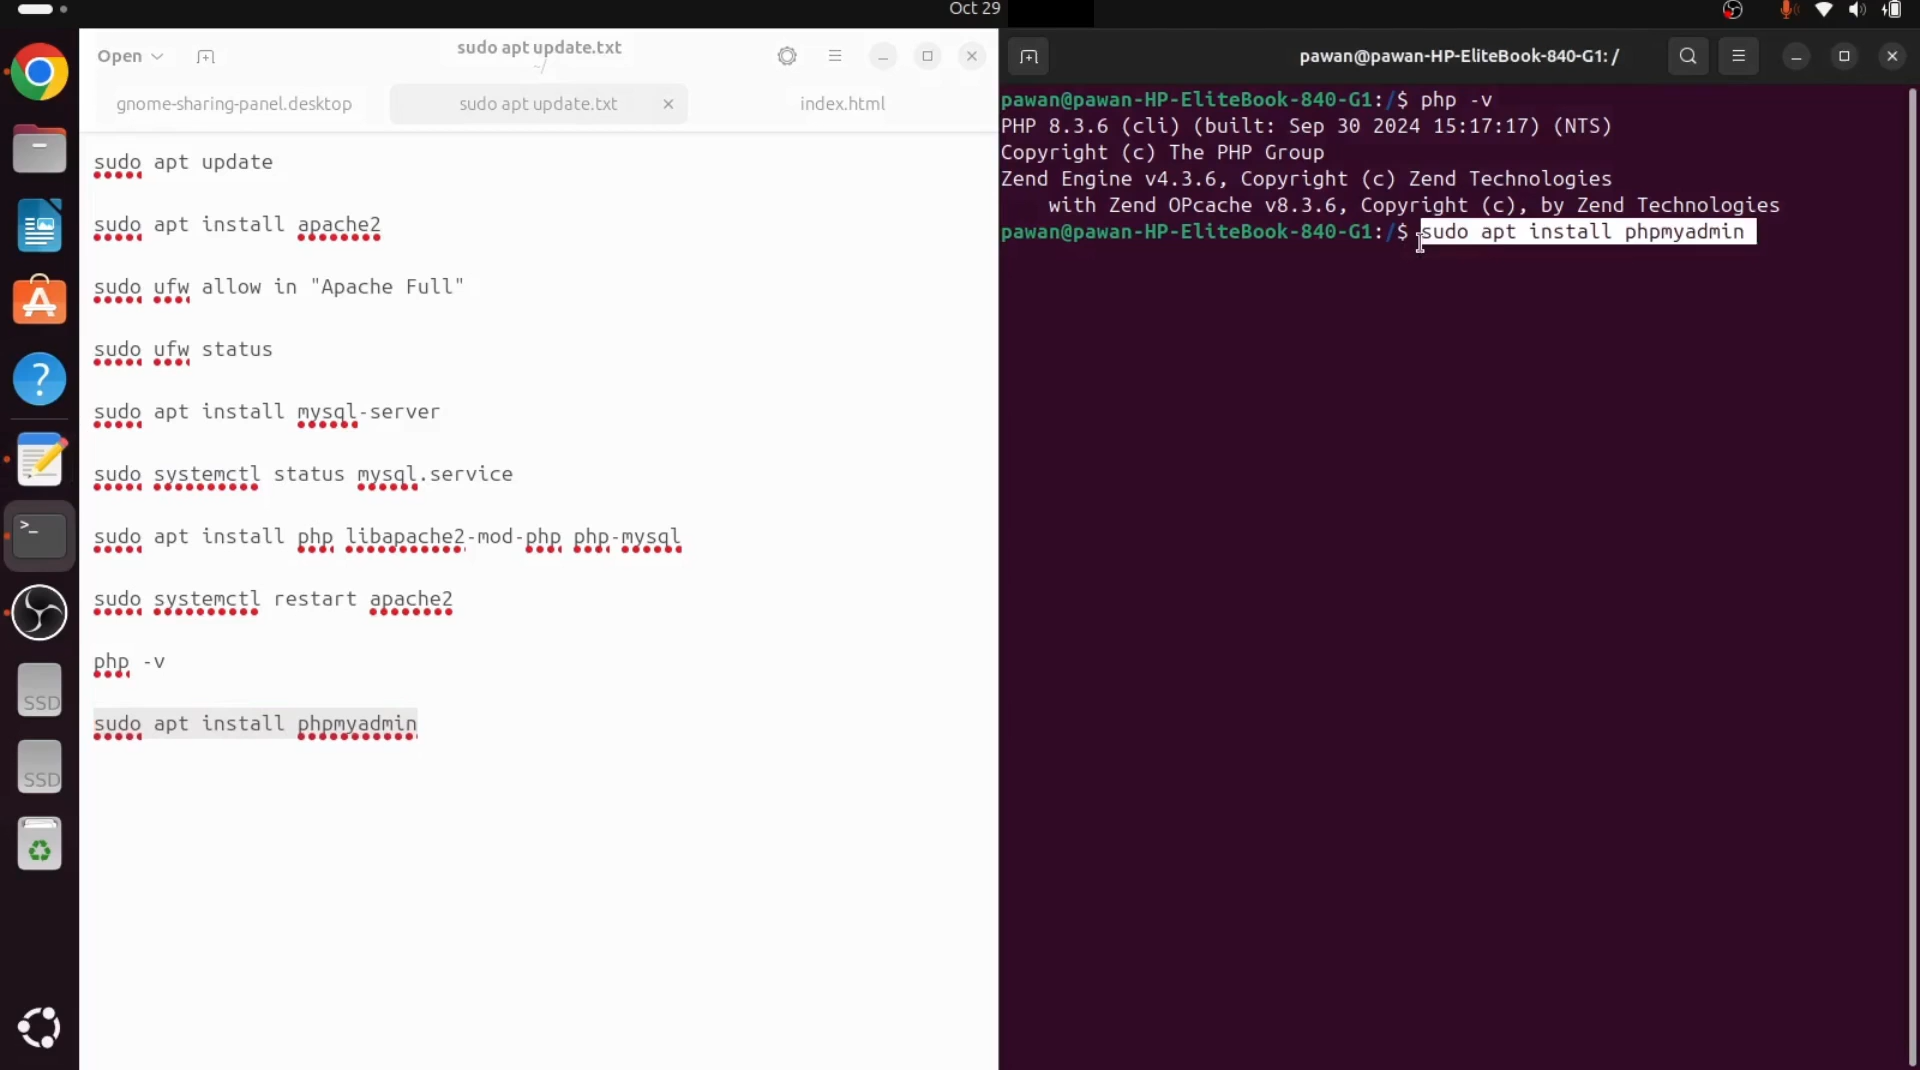 Oct 29
Open
sudo apt update.txt
~/
gnome-sharing-panel.desktop
sudo apt update.txt
index.html
sudo apt update
sudo apt install apache2
sudo ufw allow in "Apache Full"
sudo ufw status
sudo apt install mysql-server
sudo systemctl status mysql.service
sudo apt install php libapache2-mod-php php-mysql
sudo systemctl restart apache2
php -v
sudo apt install phpmyadmin
SSD
SSD
pawan@pawan-HP-EliteBook-840-G1: /
pawan@pawan-HP-EliteBook-840-G1:/$ php -v
PHP 8.3.6 (cli) (built: Sep 30 2024 15:17:17) (NTS)
Copyright (c) The PHP Group
Zend Engine v4.3.6, Copyright (c) Zend Technologies
with Zend OPcache v8.3.6, Copyright (c), by Zend Technologies
pawan@pawan-HP-EliteBook-840-G1:/$ sudo apt install phpmyadmin